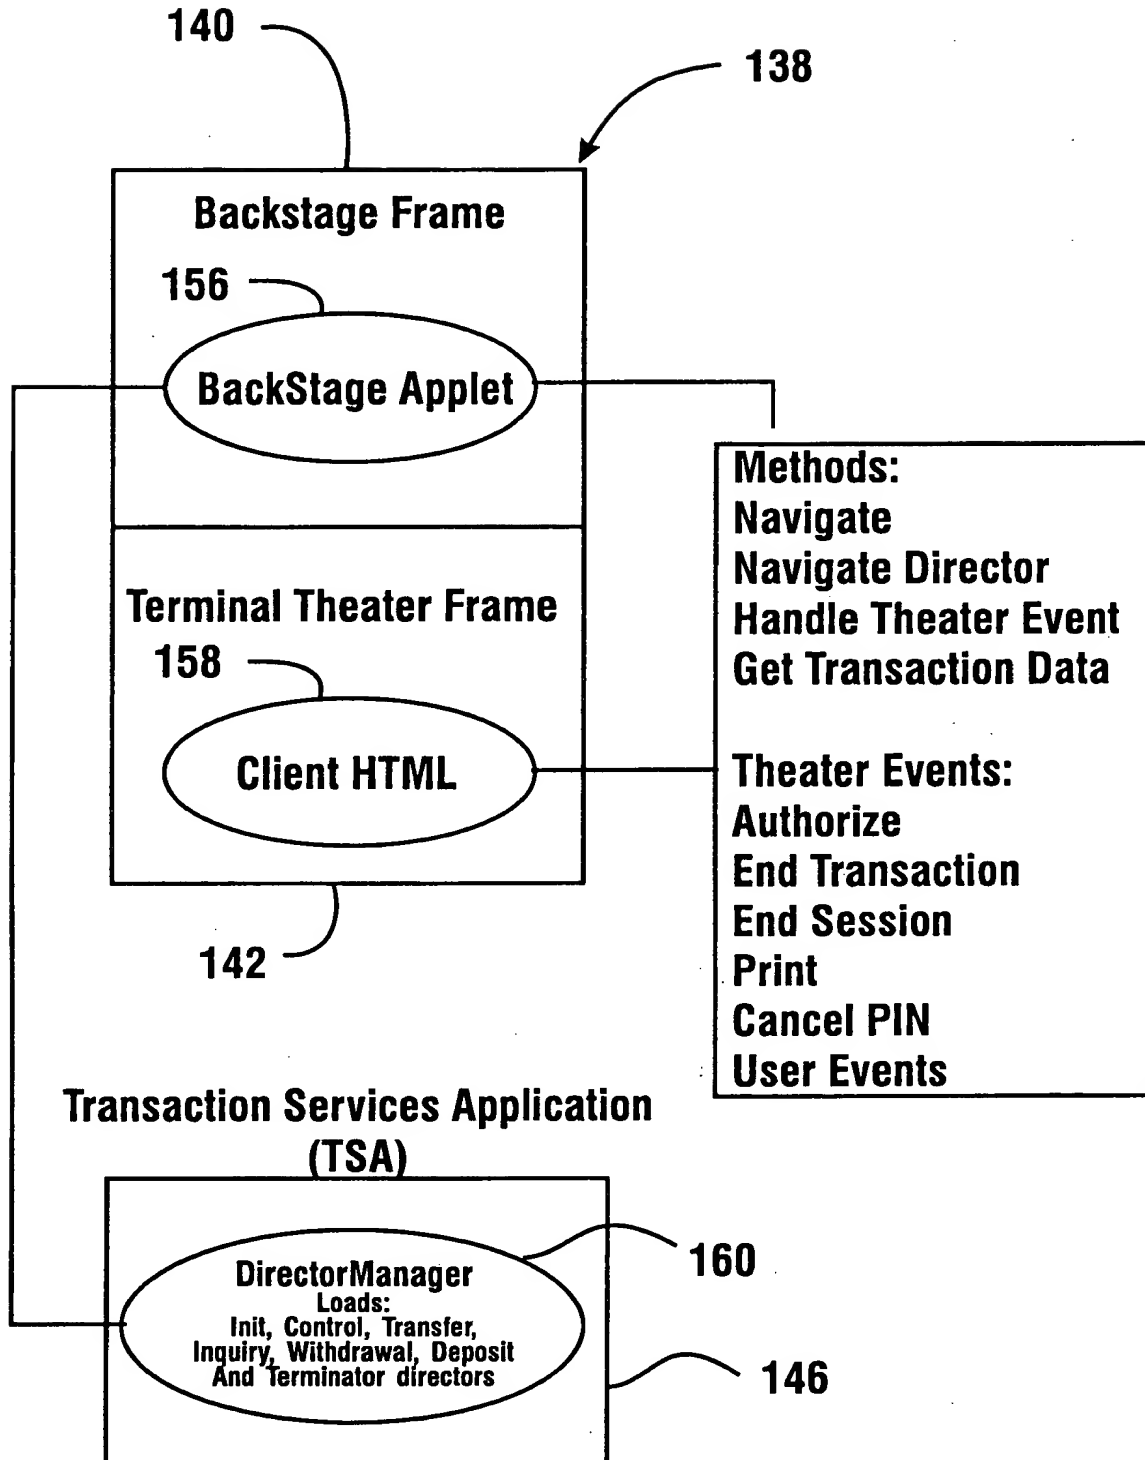 140
138
Backstage Frame
156
BackStage Applet
Methods:
Navigate
Navigate Director
Handle Theater Event
Get Transaction Data
Theater Events:
Authorize
End Transaction
End Session
Print
Cancel PIN
User Events
Terminal Theater Frame
158
Client HTML
142
Transaction Services Application
(TSA)
160
DirectorManager
Loads:
Init, Control, Transfer,
Inquiry, Withdrawal, Deposit
And Terminator directors
146